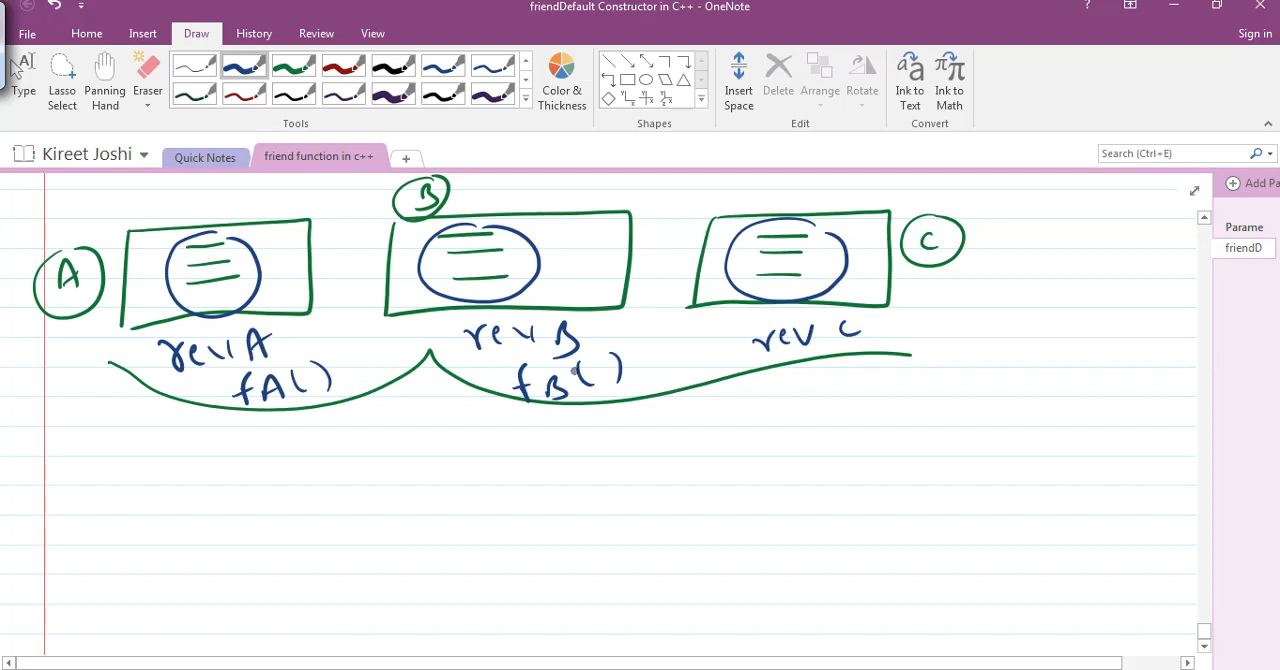 friendDefault Constructor in C++ - OneNote
?
File Home Insert Draw History Review View
Sign in
Type
Lasso Select
Panning Hand
Eraser
Color & Thickness
Insert Space
Delete
Arrange
Rotate
Ink to Text
Ink to Math
Tools
Shapes
Edit
Convert
Kireet Joshi
Quick Notes
friend function in c++
Search (Ctrl+E)
Add Pa
Parame
friendD
A
B
C
rev A
fA()
rev B
fB()
rev C